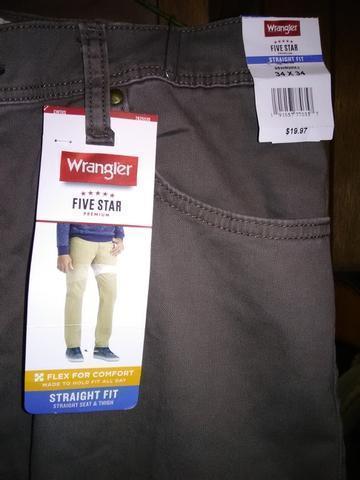 Wrangler
FIVE STAR
PREMIUM
STRAIGHT FIT
34 X 34
$19.97
Wrangler
FIVE STAR
PREMIUM
FLEX FOR COMFORT
MADE TO HOLD FIT ALL DAY
STRAIGHT FIT
STRAIGHT SEAT & THIGH